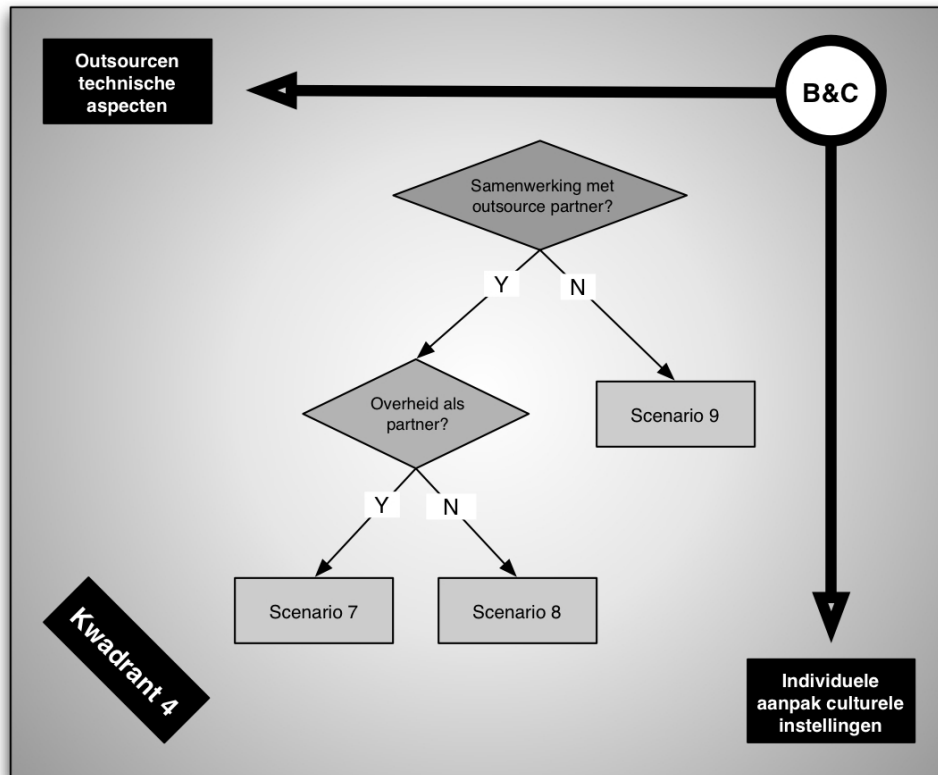 Outsourcen
technische
aspecten
B&C
Samenwerking met
outsource partner?
Y
N
Overheid als
partner?
Scenario 9
Y
N
Scenario 7
Scenario 8
Kwadrant 4
Individuele
aanpak culturele
instellingen